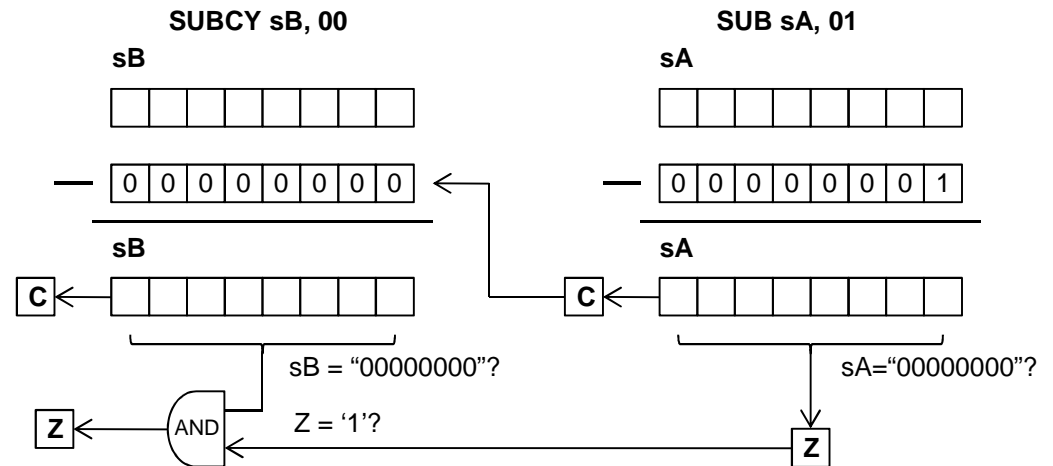 SUBCY sB, 00 SUB sA, 01
sB sA
0 0 0 0 0 0 0 0 0 0 0 0 0 0 0 1
sB sA
C C
sB = “00000000”? sA=“00000000”?
Z AND Z = ‘1’? Z